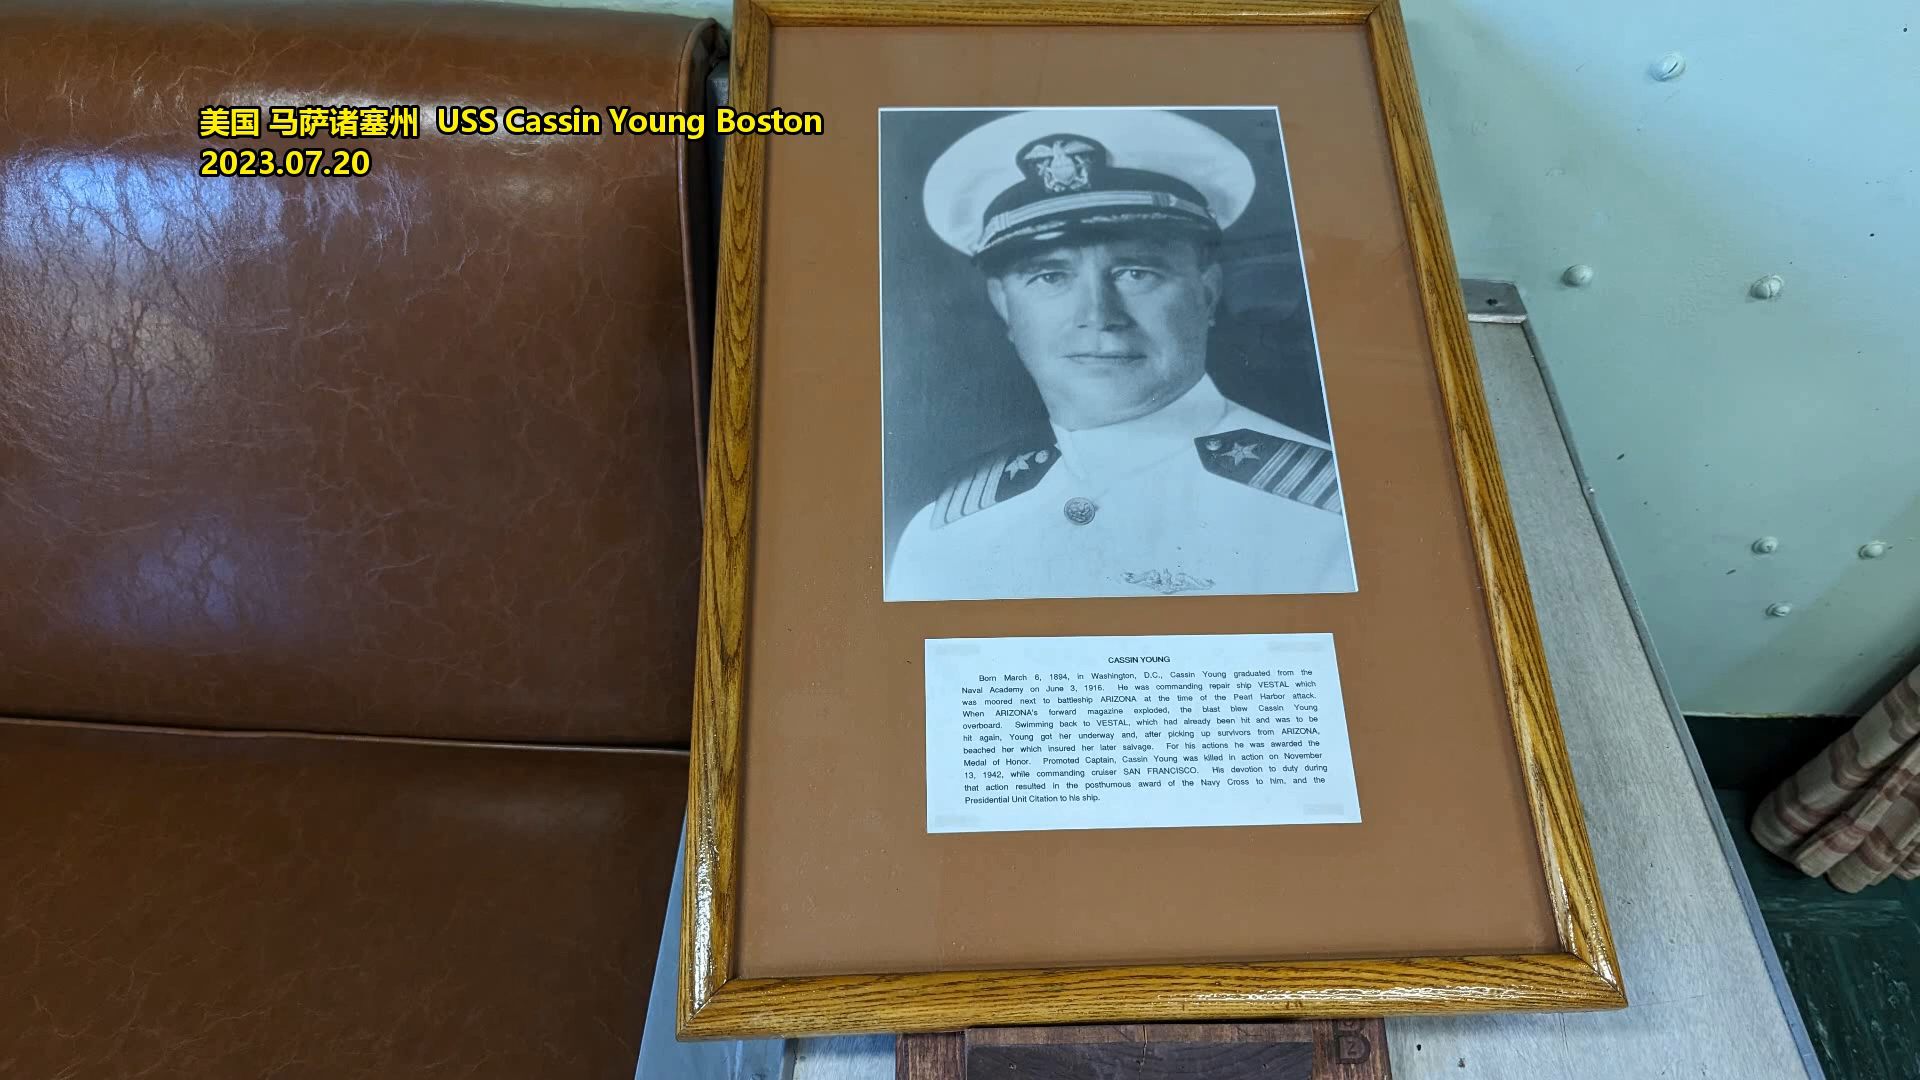 美国 马萨诸塞州 USS Cassin Young Boston
2023.07.20
CASSIN YOUNG
Born March 6, 1894, in Washington, D.C., Cassin Young graduated from the
Naval Academy on June 3, 1916. He was commanding repair ship VESTAL which
was moored next to battleship ARIZONA at the time of the Pearl Harbor attack.
When ARIZONA's forward magazine exploded, the blast blew Cassin Young
overboard. Swimming back to VESTAL, which had already been hit and was to be
hit again, Young got her underway and, after picking up survivors from ARIZONA,
beached her which insured her later salvage. For his actions he was awarded the
Medal of Honor. Promoted Captain, Cassin Young was killed in action on November
13, 1942, while commanding cruiser SAN FRANCISCO. His devotion to duty during
that action resulted in the posthumous award of the Navy Cross to him, and the
Presidential Unit Citation to his ship.